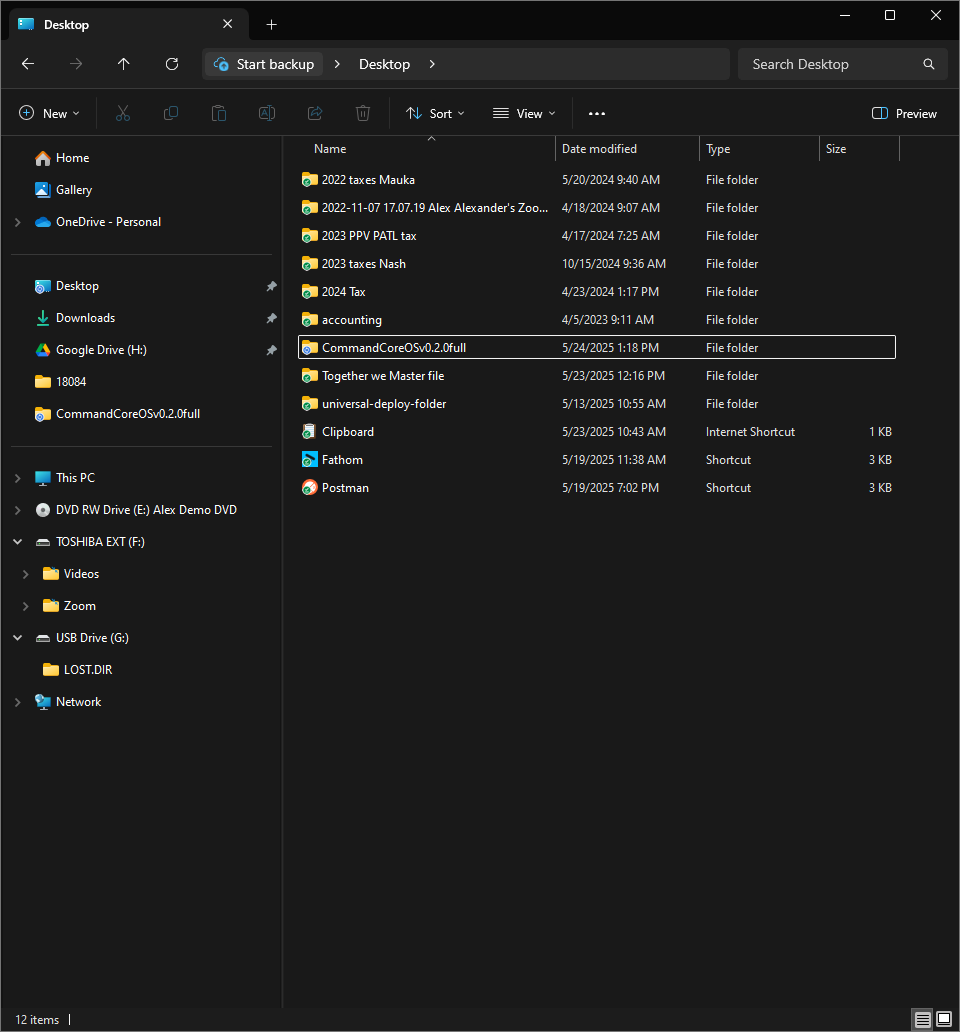 Desktop
Start backup > Desktop >
Search Desktop
New
Sort
View
Preview
Home
Gallery
OneDrive - Personal
Desktop
Downloads
Google Drive (H:)
18084
CommandCoreOSv0.2.0full
This PC
DVD RW Drive (E:) Alex Demo DVD
TOSHIBA EXT (F:)
Videos
Zoom
USB Drive (G:)
LOST.DIR
Network
Name Date modified Type Size
2022 taxes Mauka 5/20/2024 9:40 AM File folder
2022-11-07 17.07.19 Alex Alexander's Zoo... 4/18/2024 9:07 AM File folder
2023 PPV PATL tax 4/17/2024 7:25 AM File folder
2023 taxes Nash 10/15/2024 9:36 AM File folder
2024 Tax 4/23/2024 1:17 PM File folder
accounting 4/5/2023 9:11 AM File folder
CommandCoreOSv0.2.0full 5/24/2025 1:18 PM File folder
Together we Master file 5/23/2025 12:16 PM File folder
universal-deploy-folder 5/13/2025 10:55 AM File folder
Clipboard 5/23/2025 10:43 AM Internet Shortcut 1 KB
Fathom 5/19/2025 11:38 AM Shortcut 3 KB
Postman 5/19/2025 7:02 PM Shortcut 3 KB
12 items